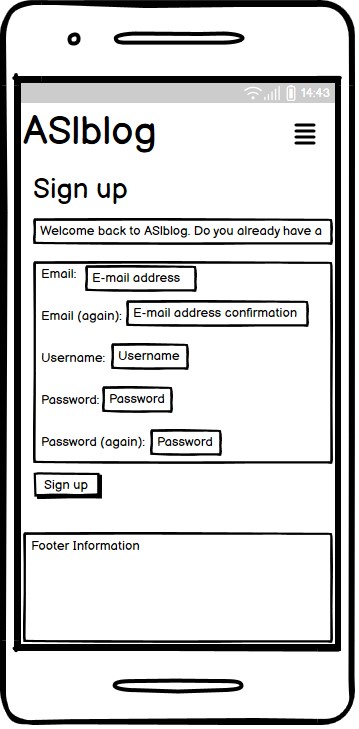 14:43
ASIblog
Sign up
Welcome back to ASIblog. Do you already have a
Email: E-mail address
Email (again): E-mail address confirmation
Username: Username
Password: Password
Password (again): Password
Sign up
Footer Information